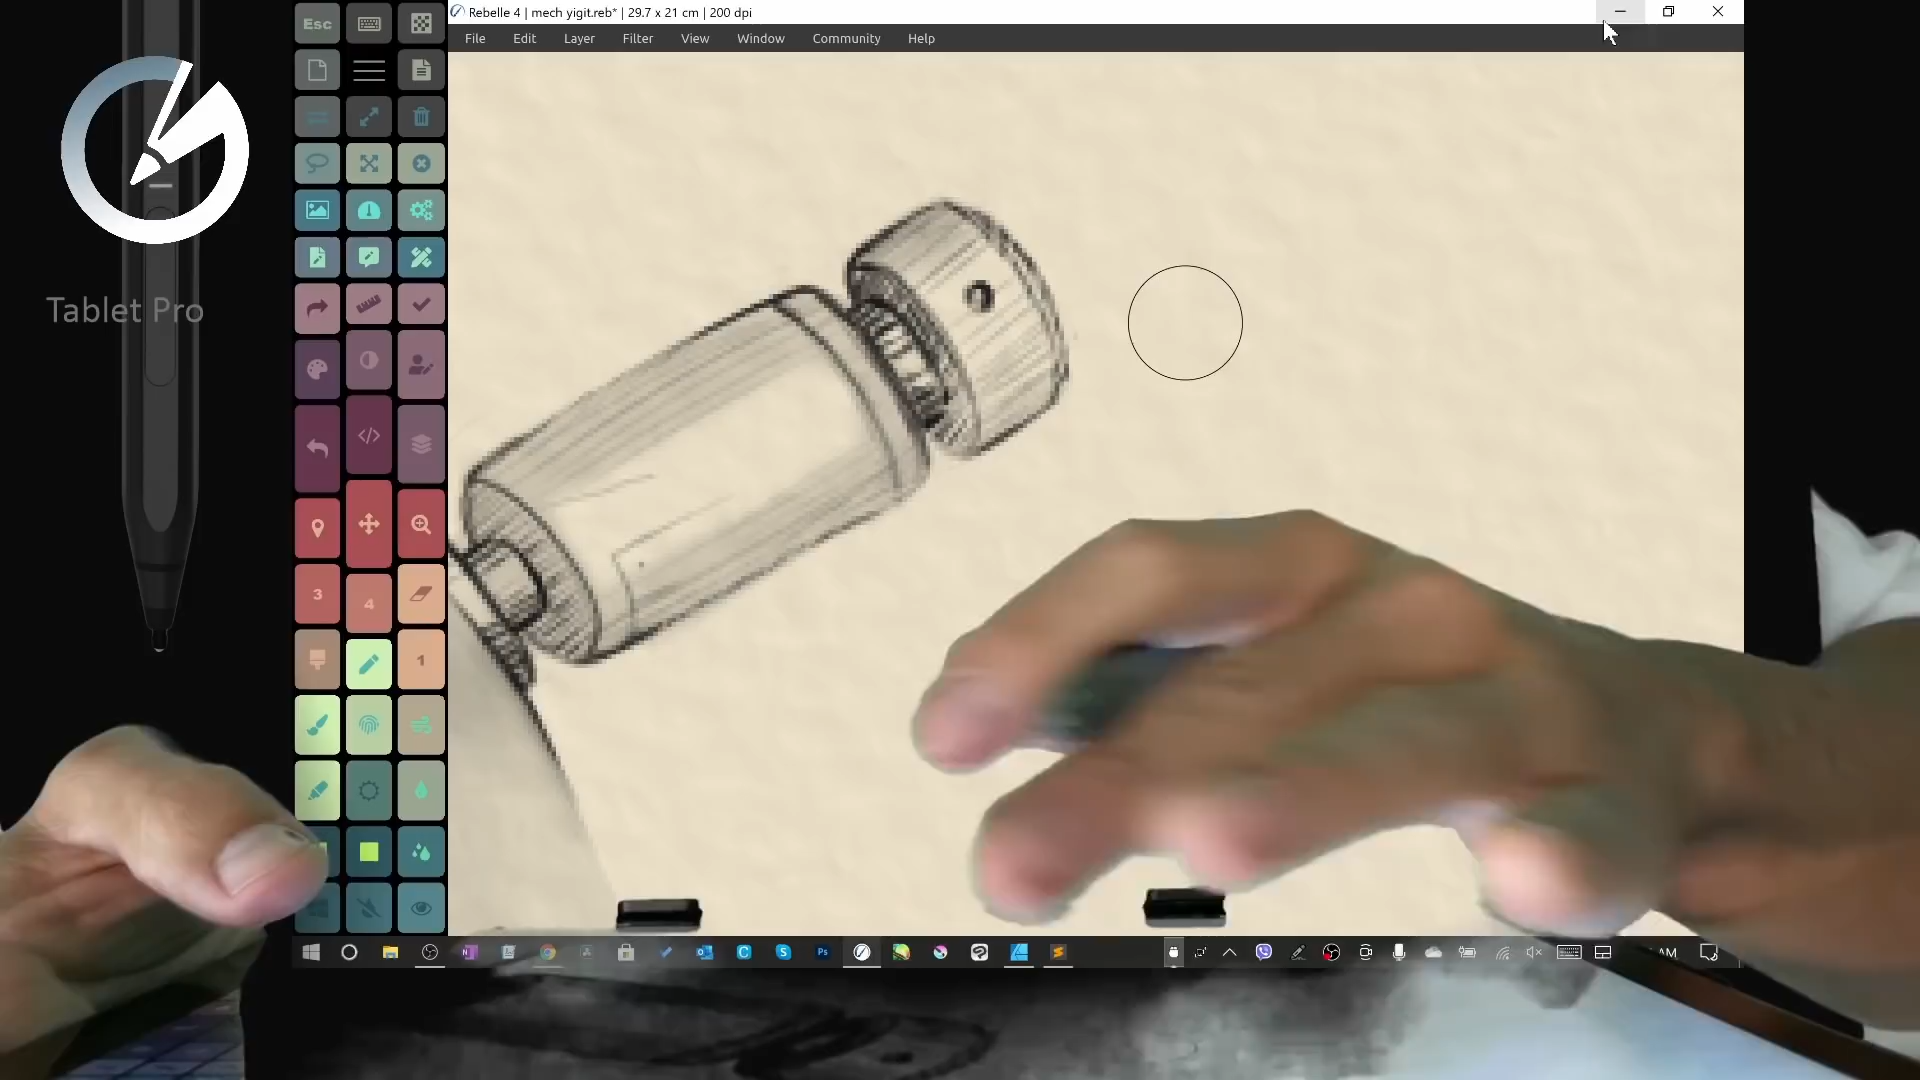 Esc
Rebelle 4 | mech yigit.reb* | 29.7 x 21 cm | 200 dpi
File Edit Layer Filter View Window Community Help
Tablet Pro
3
4
1
Ps
AM